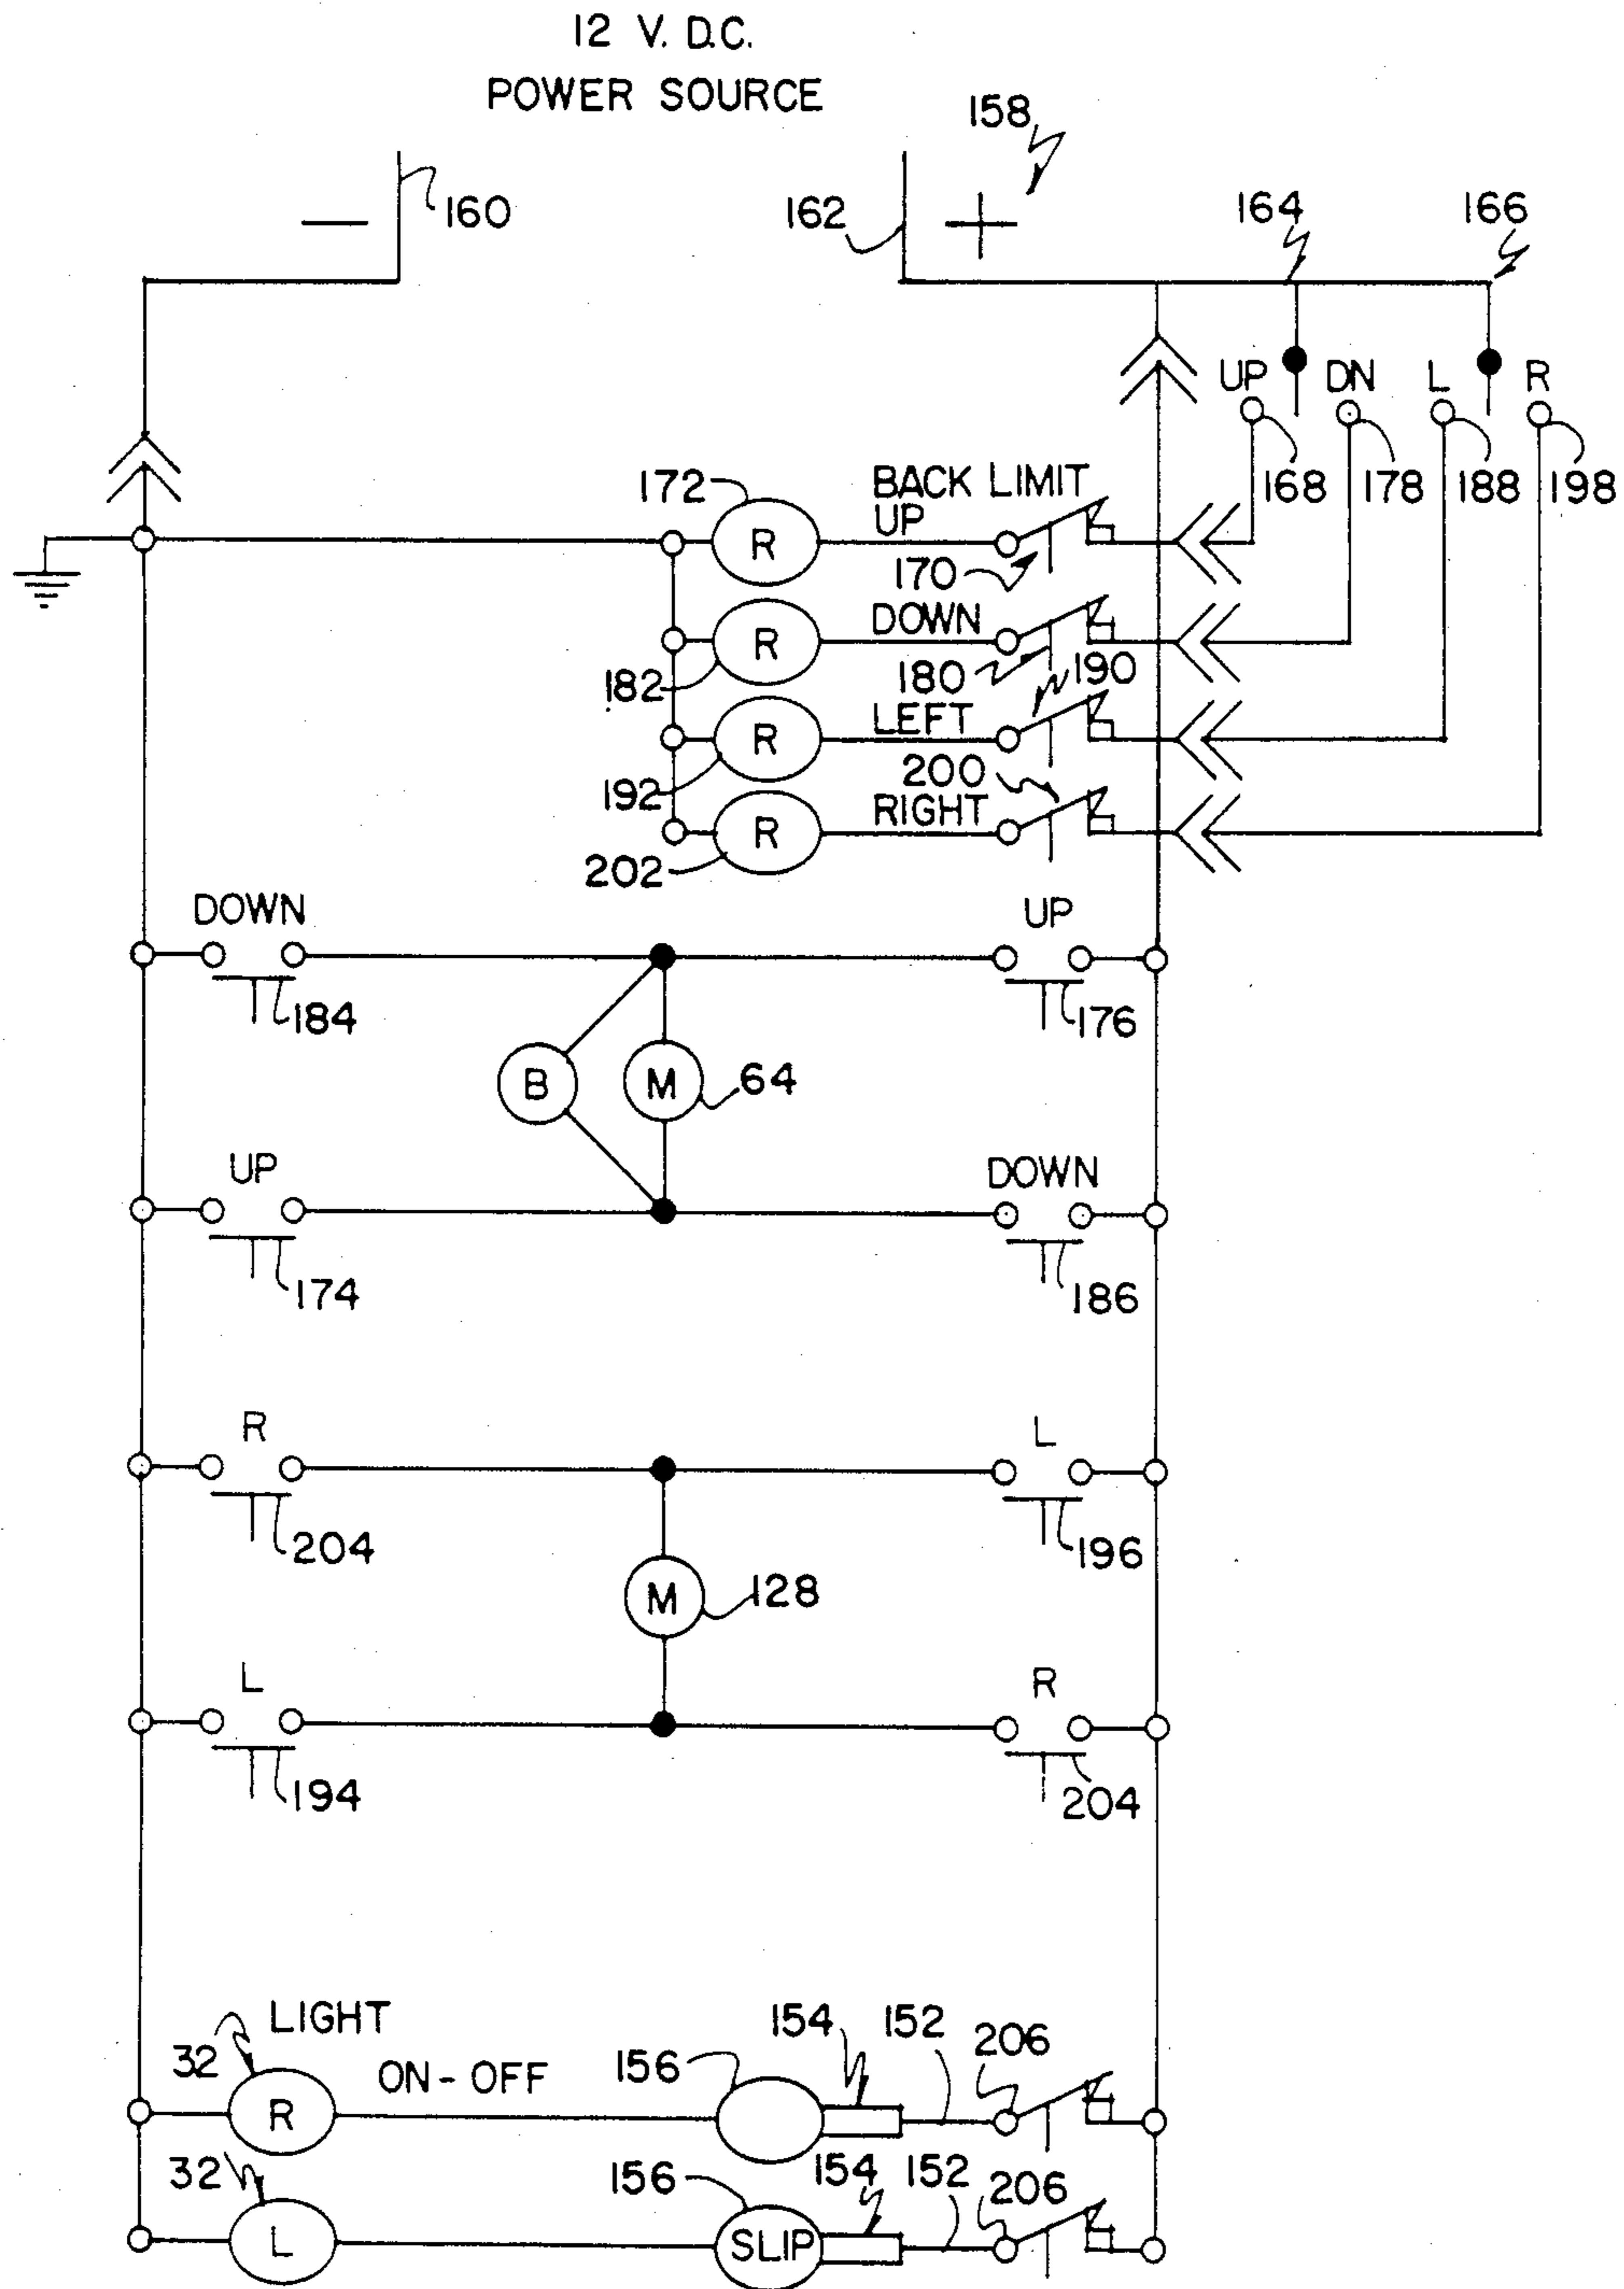 12 V. D.C.
POWER SOURCE
158
— 160
162 +
164
166
UP DN L R
168 178 188 198
172
BACK LIMIT
UP
R
170
DOWN
R
182
180
190
LEFT
R
192
200
RIGHT
R
202
DOWN
UP
184
176
B M 64
UP
DOWN
174
186
R
L
204
196
M 128
L
R
194
204
LIGHT
32
ON-OFF
156
154
152
206
R
32
156
154
152
206
L
SLIP